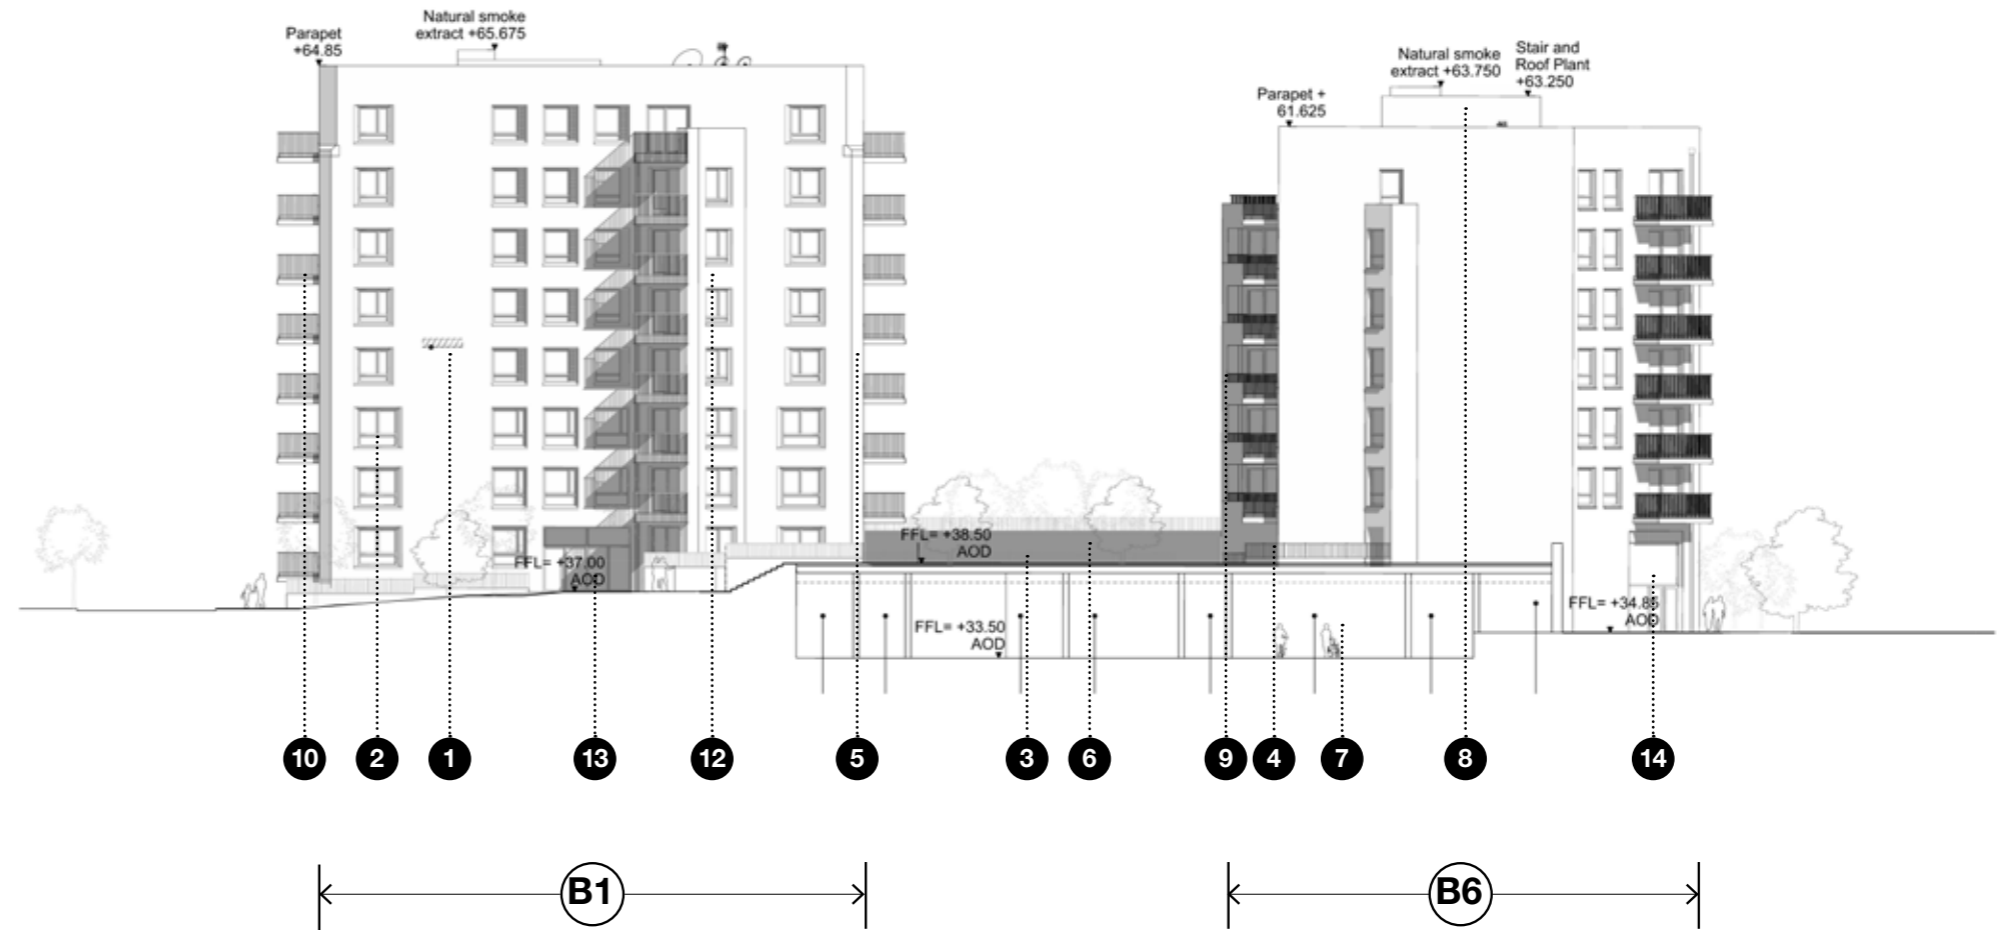 Natural smoke
extract +65.675
Parapet
+64.85
Natural smoke
extract +63.750
Stair and
Roof Plant
+63.250
Parapet +
61.625
FFL= +38.50
AOD
FFL= +37.00
AOD
FFL= +34.85
AOD
FFL= +33.50
AOD
10
2
1
13
12
5
3
6
9
4
7
8
14
B1
B6